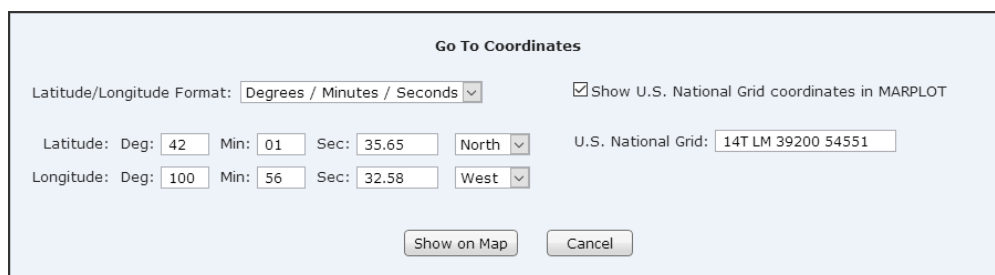 Go To Coordinates
Latitude/Longitude Format: Degrees / Minutes / Seconds
Show U.S. National Grid coordinates in MARPLOT
Latitude: Deg: 42 Min: 01 Sec: 35.65 North
U.S. National Grid: 14T LM 39200 54551
Longitude: Deg: 100 Min: 56 Sec: 32.58 West
Show on Map Cancel